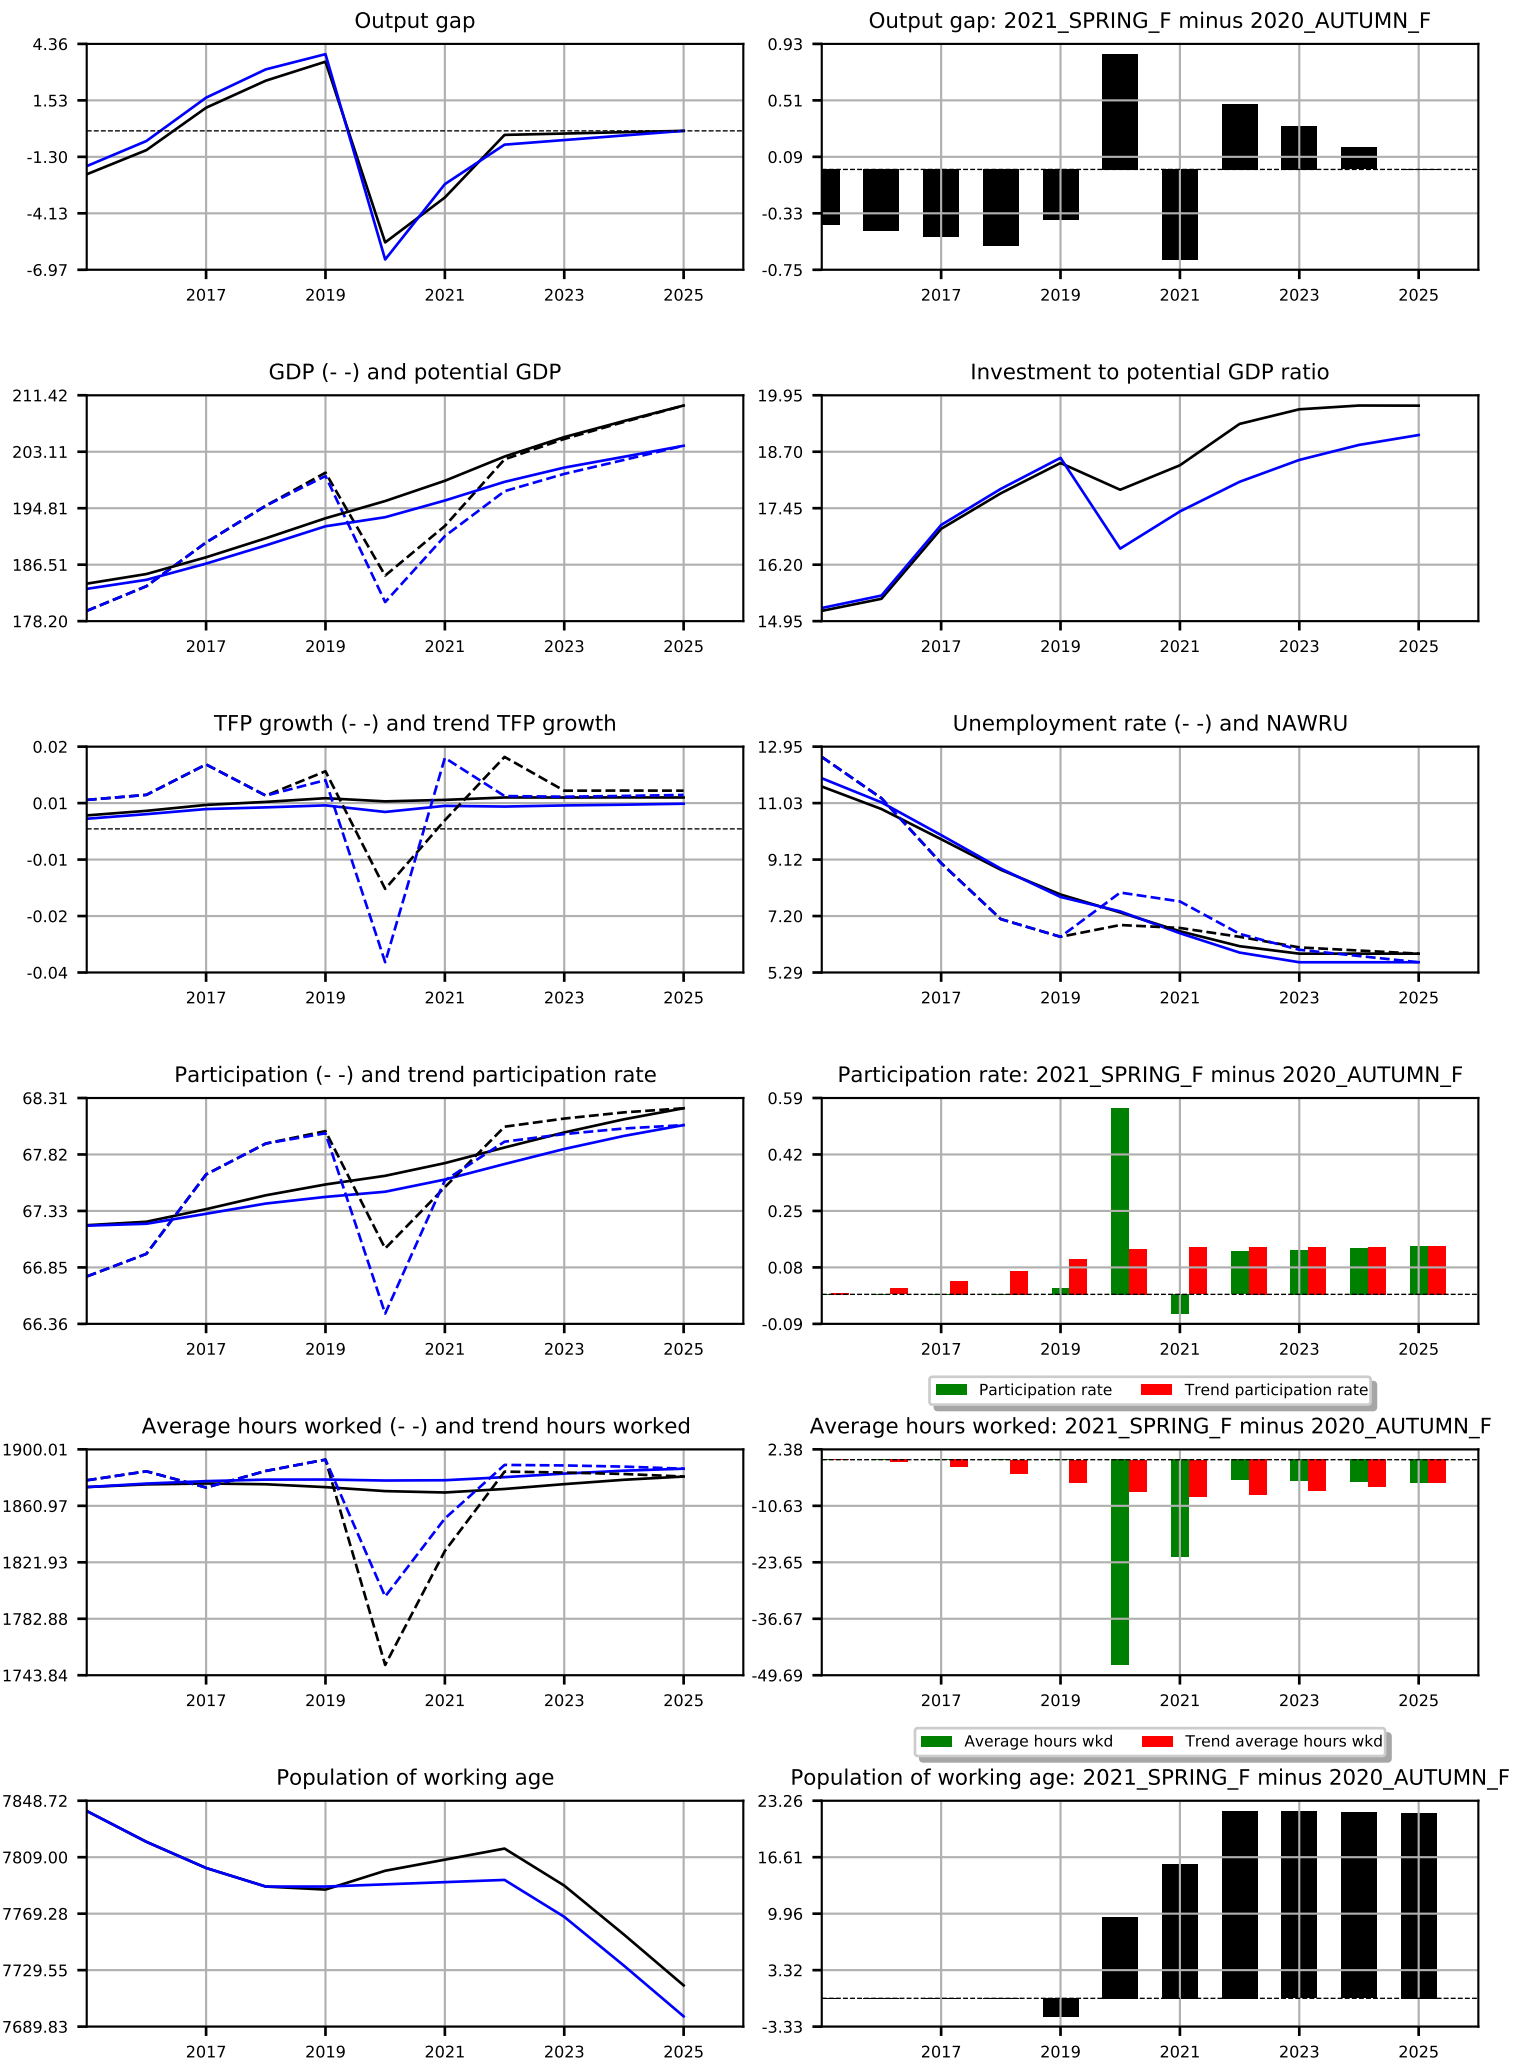 Output gap
4.36
1.53
-1.30
-4.13
-6.97
2017 2019 2021 2023 2025
Output gap: 2021_SPRING_F minus 2020_AUTUMN_F
0.93
0.51
0.09
-0.33
-0.75
2017 2019 2021 2023 2025
GDP (- -) and potential GDP
211.42
203.11
194.81
186.51
178.20
2017 2019 2021 2023 2025
Investment to potential GDP ratio
19.95
18.70
17.45
16.20
14.95
2017 2019 2021 2023 2025
TFP growth (- -) and trend TFP growth
0.02
0.01
-0.01
-0.02
-0.04
2017 2019 2021 2023 2025
Unemployment rate (- -) and NAWRU
12.95
11.03
9.12
7.20
5.29
2017 2019 2021 2023 2025
Participation (- -) and trend participation rate
68.31
67.82
67.33
66.85
66.36
2017 2019 2021 2023 2025
Participation rate: 2021_SPRING_F minus 2020_AUTUMN_F
0.59
0.42
0.25
0.08
-0.09
2017 2019 2021 2023 2025
Participation rate Trend participation rate
Average hours worked (- -) and trend hours worked
1900.01
1860.97
1821.93
1782.88
1743.84
2017 2019 2021 2023 2025
Average hours worked: 2021_SPRING_F minus 2020_AUTUMN_F
2.38
-10.63
-23.65
-36.67
-49.69
2017 2019 2021 2023 2025
Average hours wkd Trend average hours wkd
Population of working age
7848.72
7809.00
7769.28
7729.55
7689.83
2017 2019 2021 2023 2025
Population of working age: 2021_SPRING_F minus 2020_AUTUMN_F
23.26
16.61
9.96
3.32
-3.33
2017 2019 2021 2023 2025